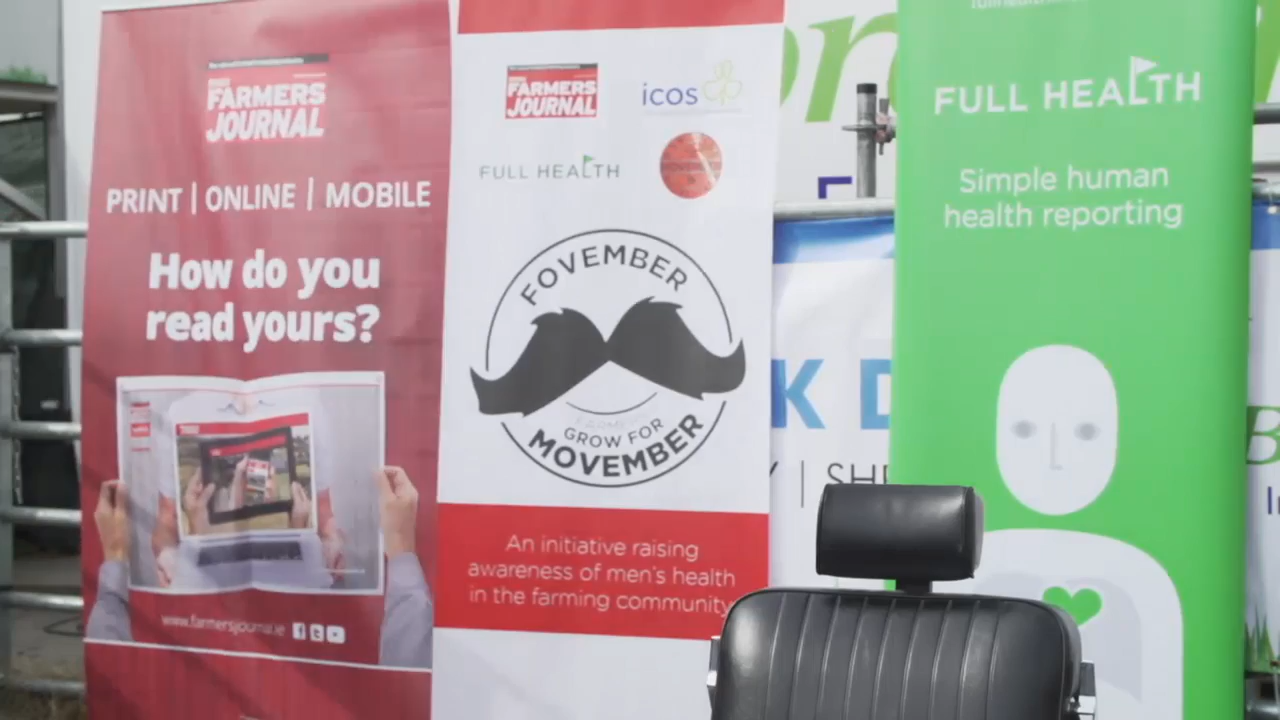 FARMERS
JOURNAL
PRINT | ONLINE | MOBILE
How do you
read yours?
www.farmersjournal.ie
FARMERS
JOURNAL
icos
FULL HEALTH
FOVEMBER
GROW FOR
MOVEMBER
An initiative raising
awareness of men's health
in the farming community
K D
FULL HEALTH
Simple human
health reporting